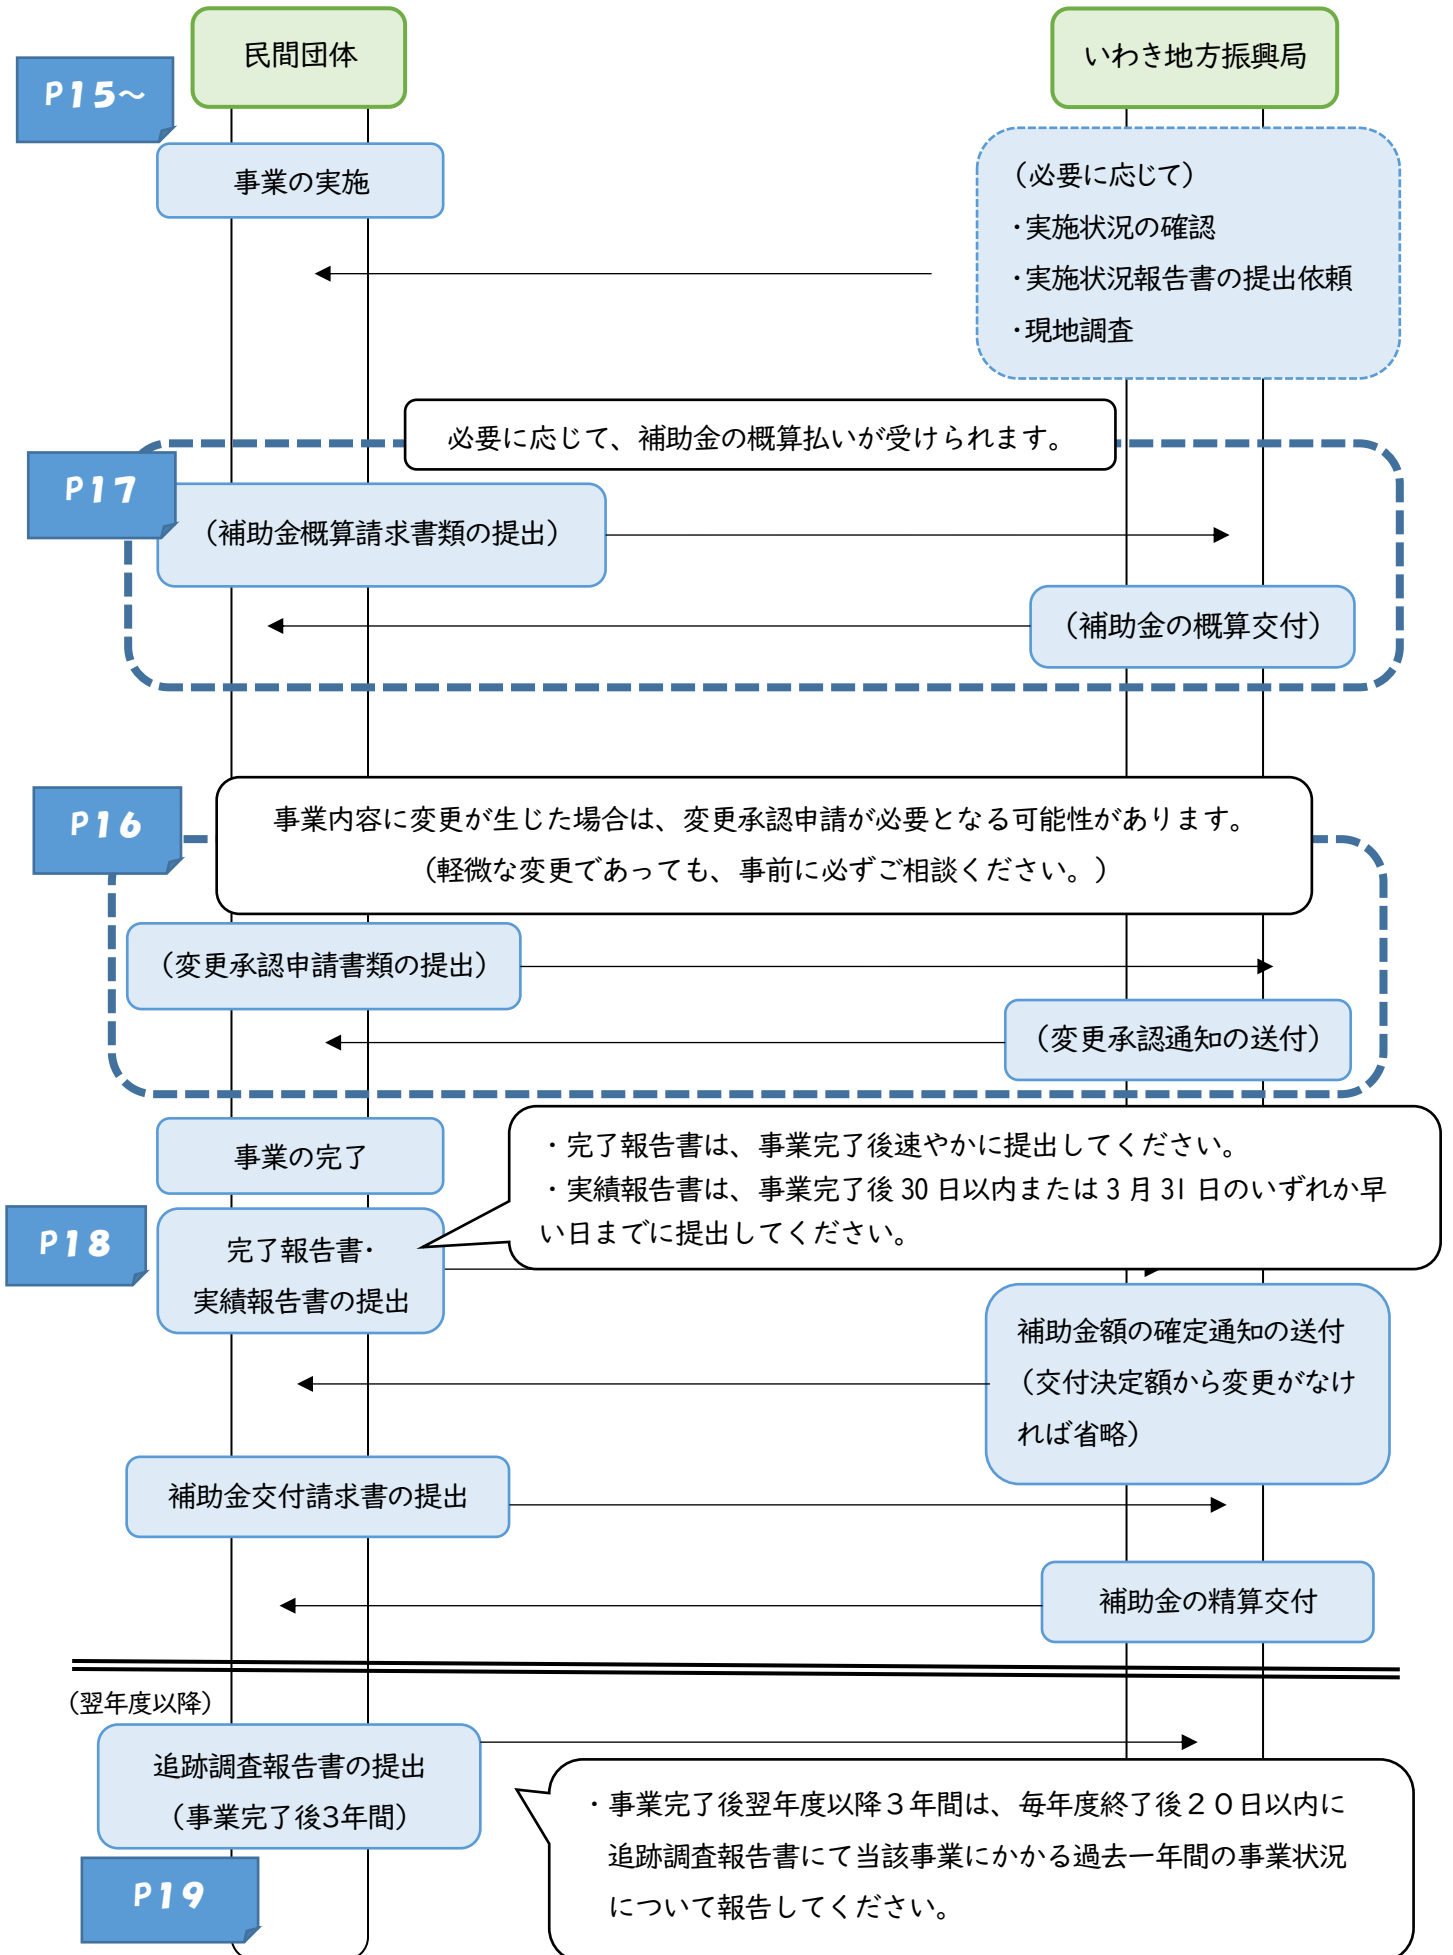 民間団体
いわき地方振興局
P15～
事業の実施
（必要に応じて）
・実施状況の確認
・実施状況報告書の提出依頼
・現地調査
必要に応じて、補助金の概算払いが受けられます。
P17
（補助金概算請求書類の提出）
（補助金の概算交付）
P16
事業内容に変更が生じた場合は、変更承認申請が必要となる可能性があります。
（軽微な変更であっても、事前に必ずご相談ください。）
（変更承認申請書類の提出）
（変更承認通知の送付）
事業の完了
・完了報告書は、事業完了後速やかに提出してください。
・実績報告書は、事業完了後 30 日以内または 3 月 31 日のいずれか早
い日までに提出してください。
P18
完了報告書・
実績報告書の提出
補助金額の確定通知の送付
（交付決定額から変更がなけ
れば省略）
補助金交付請求書の提出
補助金の精算交付
（翌年度以降）
追跡調査報告書の提出
（事業完了後3年間）
・事業完了後翌年度以降３年間は、毎年度終了後２０日以内に
追跡調査報告書にて当該事業にかかる過去一年間の事業状況
について報告してください。
P19